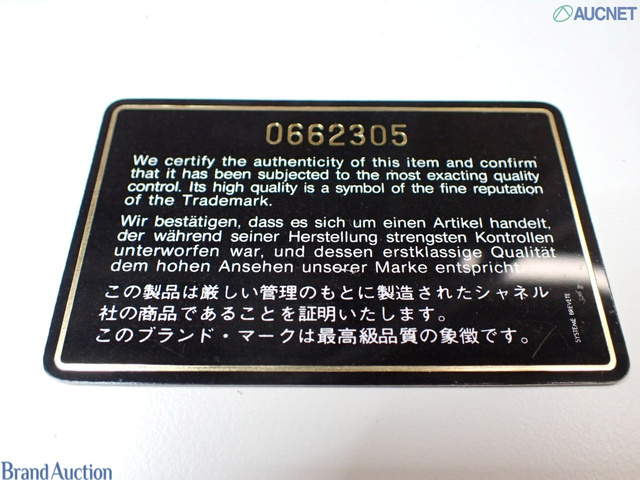 AUCNET
0662305
We certify the authenticity of this item and confirm
that it has been subjected to the most exacting quality
control. Its high quality is a symbol of the fine reputation
of the Trademark.
Wir bestätigen, dass es sich um einen Artikel handelt,
der während seiner Herstellung strengsten Kontrollen
unterworfen war, und dessen erstklassige Qualität
dem hohen Ansehen unserer Marke entspricht.
この製品は厳しい管理のもとに製造されたシャネル
社の商品であることを証明いたします。
このブランド・マークは最高級品質の象徴です。
SYSTEME BREVETE
Brand Auction